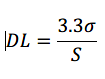 DL = 3.3σ / S